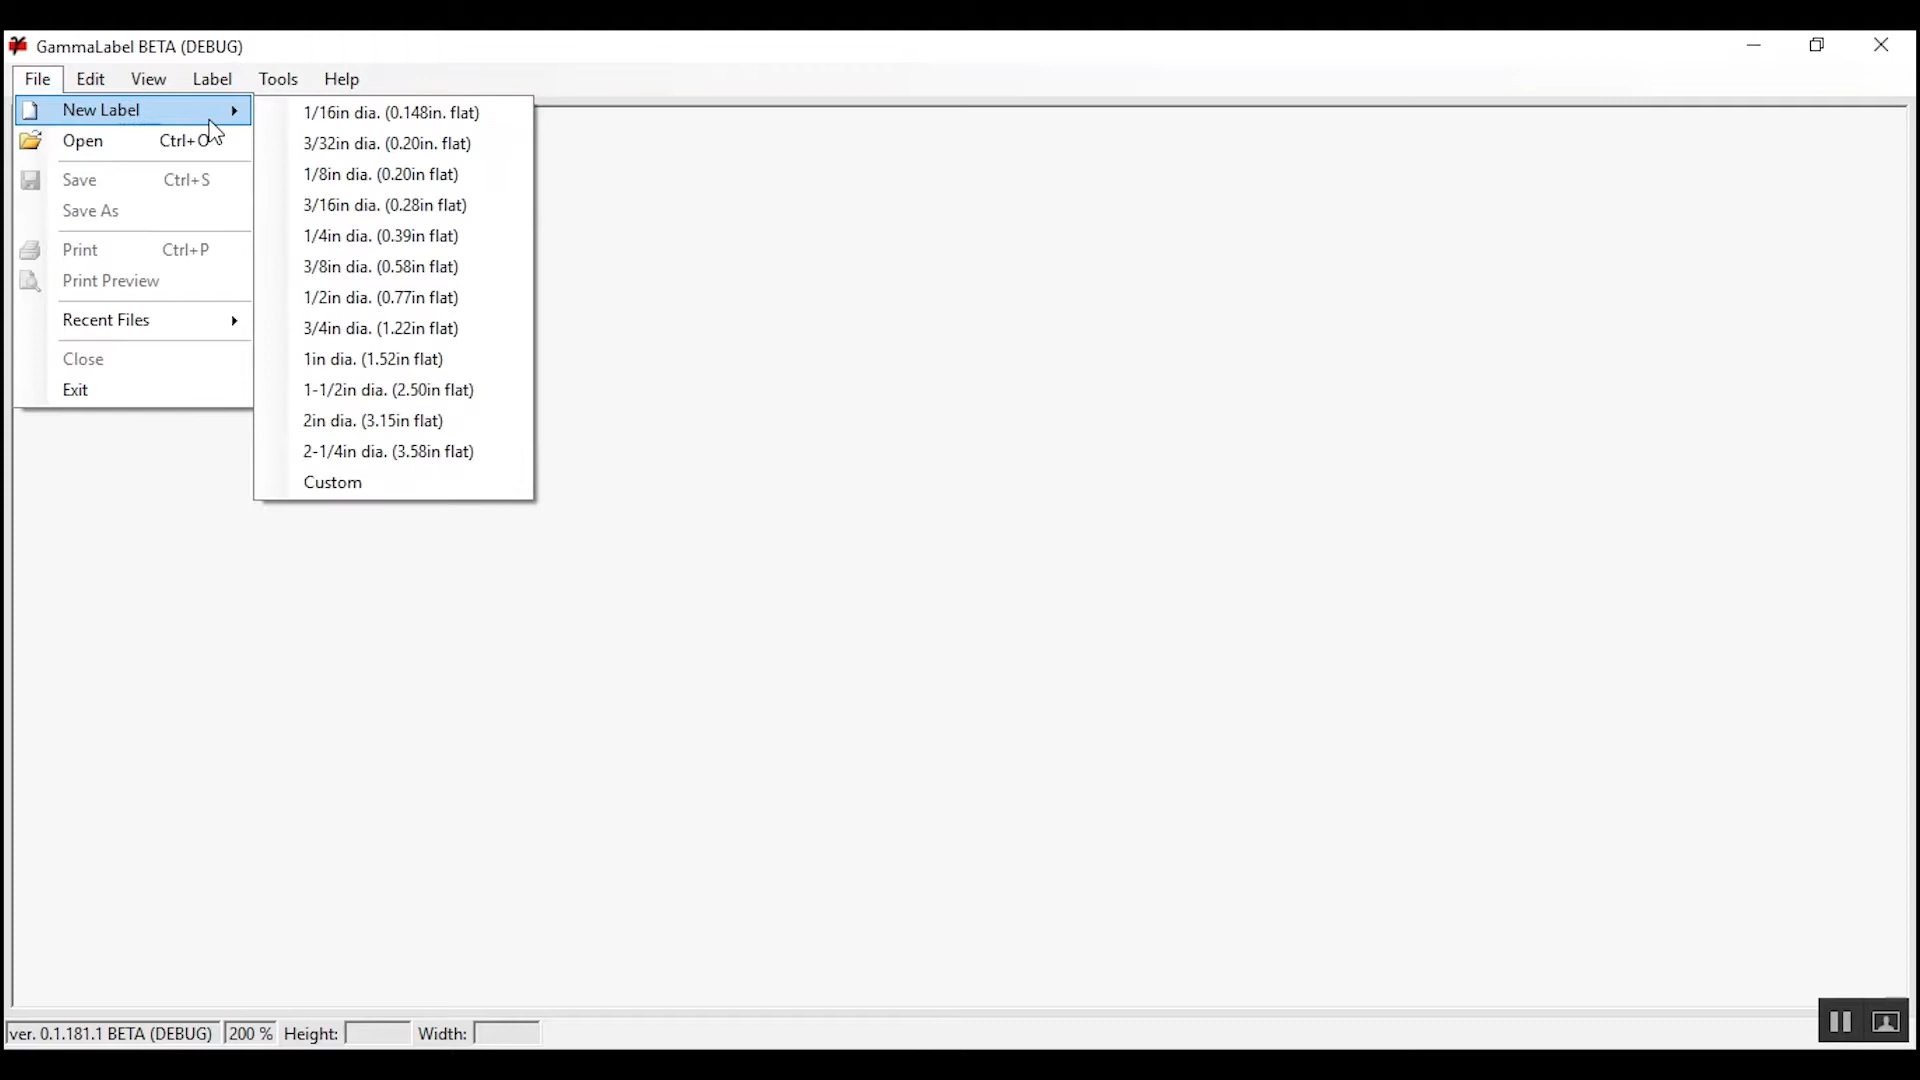 GammaLabel BETA (DEBUG)
File Edit View Label Tools Help
New Label
Open Ctrl+O
Save Ctrl+S
Save As
Print Ctrl+P
Print Preview
Recent Files
Close
Exit
1/16in dia. (0.148in. flat)
3/32in dia. (0.20in. flat)
1/8in dia. (0.20in flat)
3/16in dia. (0.28in flat)
1/4in dia. (0.39in flat)
3/8in dia. (0.58in flat)
1/2in dia. (0.77in flat)
3/4in dia. (1.22in flat)
1in dia. (1.52in flat)
1-1/2in dia. (2.50in flat)
2in dia. (3.15in flat)
2-1/4in dia. (3.58in flat)
Custom
ver. 0.1.181.1 BETA (DEBUG) 200 % Height: Width: